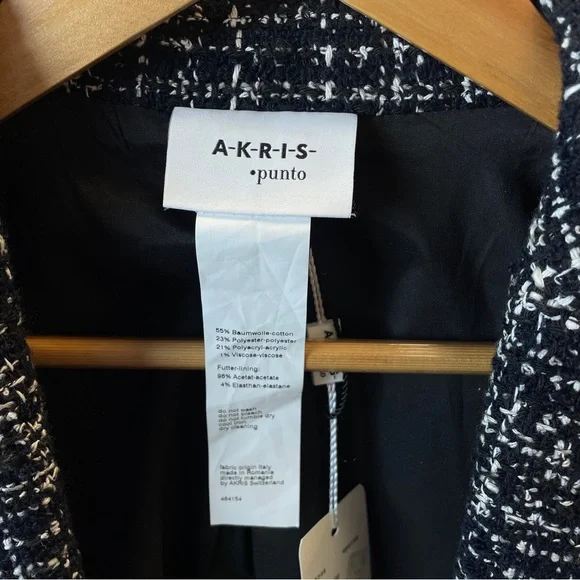 A-K-R-I-S-
•punto
55% Baumwolle-cotton
23% Polyester-polyester
21% Polyacryl-acrylic
1% Viscose-viscose
Futter-lining:
96% Acetat-acetate
4% Elasthan-elastane
do not wash
do not bleach
do not tumble dry
cool iron
dry cleaning
fabric origin Italy
made in Romania
directly managed
by AKRIS Switzerland
484154